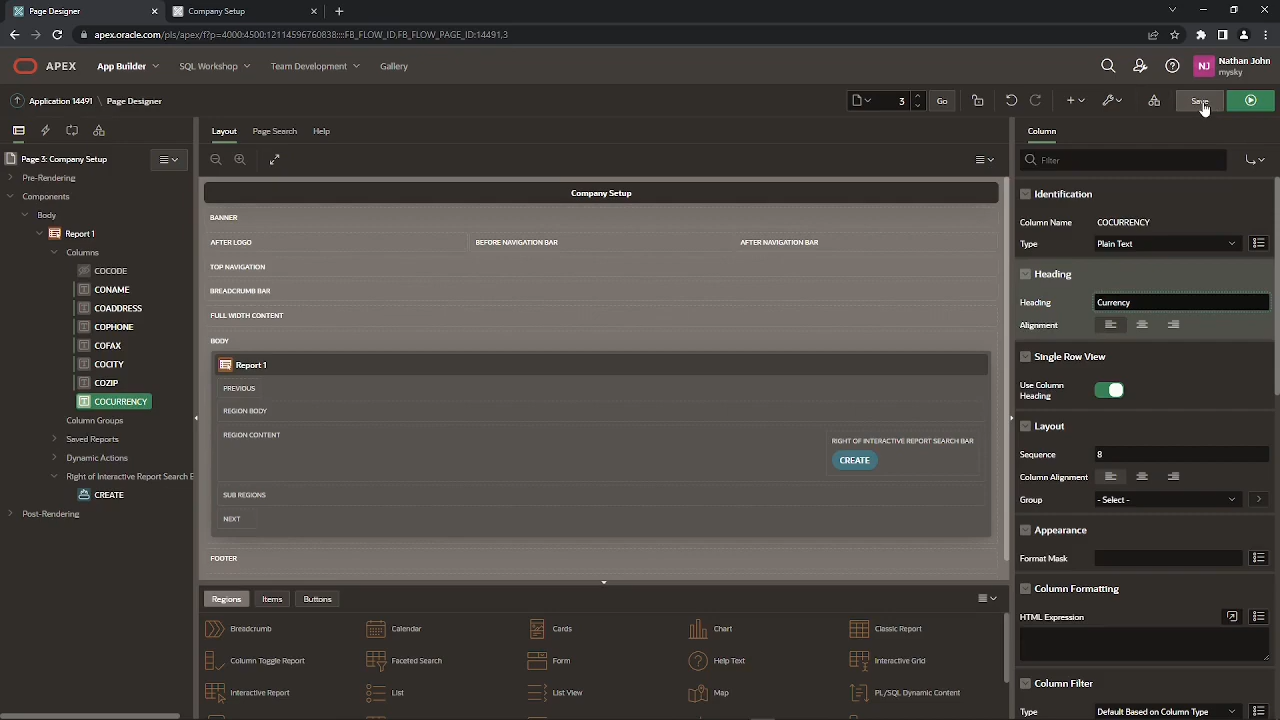 Page Designer
Company Setup
apex.oracle.com/pls/apex/f?p=4000:4500:12114596760838::::FB_FLOW_ID,FB_FLOW_PAGE_ID:14491,3
APEX
App Builder
SQL Workshop
Team Development
Gallery
NJ
Nathan John
mysky
Application 14491 \ Page Designer
3
Go
Save
Layout
Page Search
Help
Column
Page 3: Company Setup
Filter
Pre-Rendering
Components
Body
Report 1
Columns
COCODE
CONAME
COADDRESS
COPHONE
COFAX
COCITY
COZIP
COCURRENCY
Column Groups
Saved Reports
Dynamic Actions
Right of Interactive Report Search B
CREATE
Post-Rendering
Company Setup
BANNER
AFTER LOGO
BEFORE NAVIGATION BAR
AFTER NAVIGATION BAR
TOP NAVIGATION
BREADCRUMB BAR
FULL WIDTH CONTENT
BODY
Report 1
PREVIOUS
REGION BODY
REGION CONTENT
RIGHT OF INTERACTIVE REPORT SEARCH BAR
CREATE
SUB REGIONS
NEXT
FOOTER
Regions
Items
Buttons
Breadcrumb
Calendar
Cards
Chart
Classic Report
Column Toggle Report
Faceted Search
Form
Help Text
Interactive Grid
Interactive Report
List
List View
Map
PL/SQL Dynamic Content
Identification
Column Name
COCURRENCY
Type
Plain Text
Heading
Heading
Currency
Alignment
Single Row View
Use Column
Heading
Layout
Sequence
8
Column Alignment
Group
- Select -
Appearance
Format Mask
Column Formatting
HTML Expression
Column Filter
Type
Default Based on Column Type